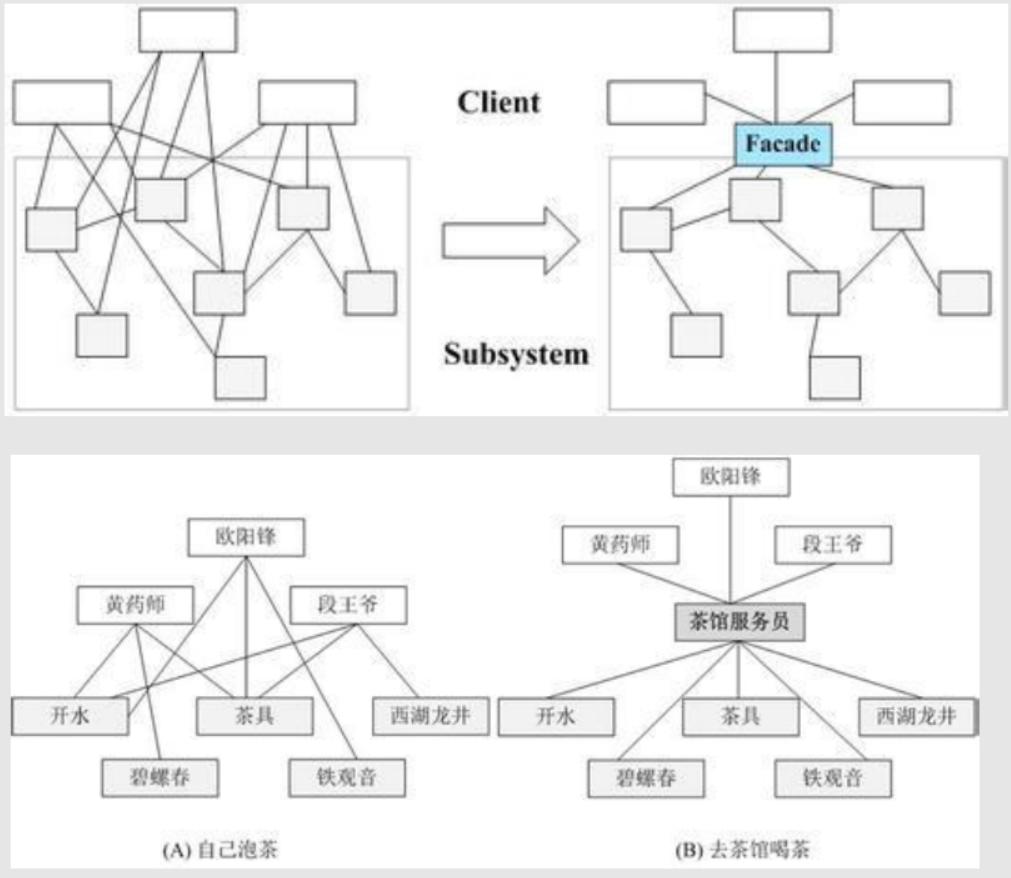 Client
Facade
Subsystem
欧阳锋
黄药师
段王爷
开水
茶具
西湖龙井
碧螺春
铁观音
(A) 自己泡茶
欧阳锋
黄药师
段王爷
茶馆服务员
开水
茶具
西湖龙井
碧螺春
铁观音
(B) 去茶馆喝茶